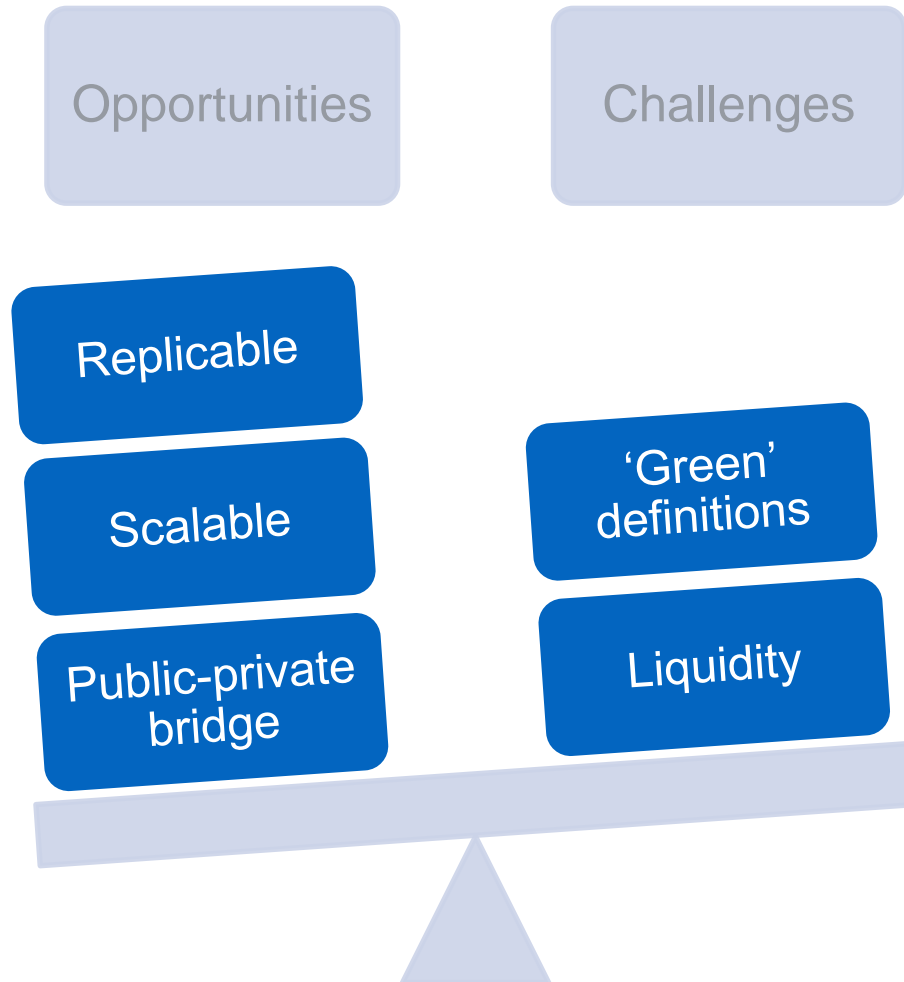 Opportunities
Challenges
Replicable
Scalable
Public-private
bridge
‘Green’
definitions
Liquidity